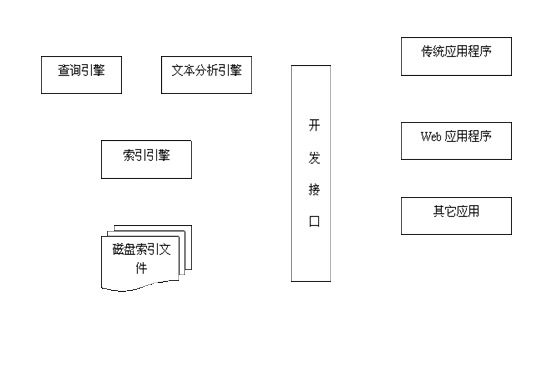 查询引擎
文本分析引擎
索引引擎
磁盘索引文
件
开
发
接
口
传统应用程序
Web 应用程序
其它应用